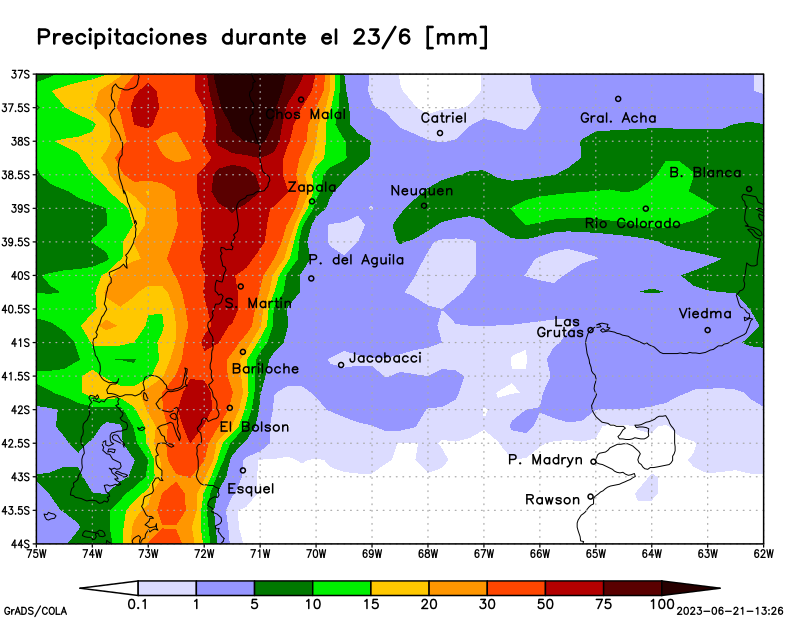 Precipitaciones durante el 23/6 [mm]
37S
37.5S
38S
38.5S
39S
39.5S
40S
40.5S
41S
41.5S
42S
42.5S
43S
43.5S
44S
Chos Malal
Catriel
Gral. Acha
B. Blanca
Zapala
Neuquen
Rio Colorado
P. del Aguila
S. Martin
Viedma
Las
Grutas
Jacobacci
Bariloche
El Bolson
P. Madryn
Esquel
Rawson
75W 74W 73W 72W 71W 70W 69W 68W 67W 66W 65W 64W 63W 62W
0.1 1 5 10 15 20 30 50 75 100
GrADS/COLA
2023-06-21-13:26